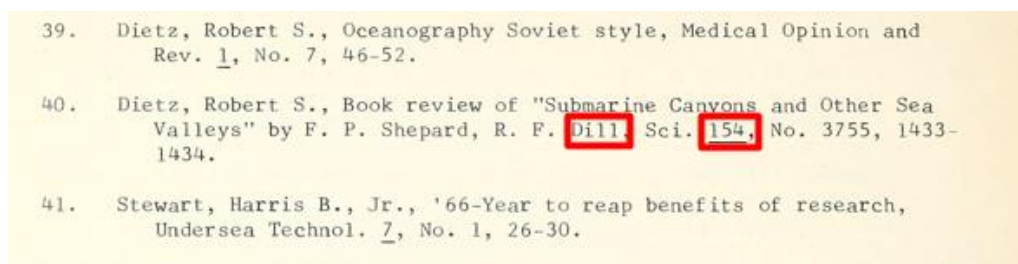 39. Dietz, Robert S., Oceanography Soviet style, Medical Opinion and
Rev. 1, No. 7, 46-52.
40. Dietz, Robert S., Book review of "Submarine Canyons and Other Sea
Valleys" by F. P. Shepard, R. F. Dill, Sci. 154, No. 3755, 1433-
1434.
41. Stewart, Harris B., Jr., '66-Year to reap benefits of research,
Undersea Technol. 7, No. 1, 26-30.